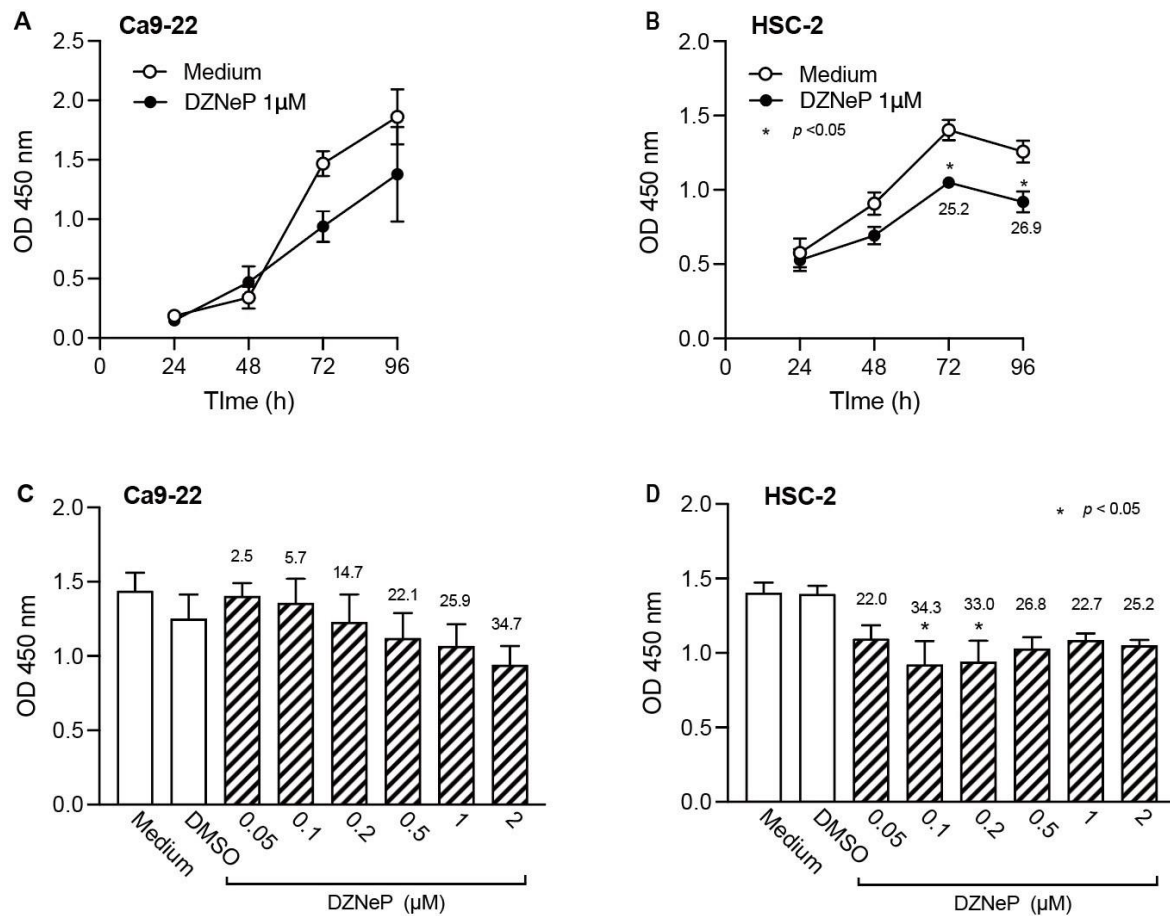 A Ca9-22
2.5
2.0
1.5
1.0
0.5
0.0
OD 450 nm
Medium
DZNeP 1μM
0 24 48 72 96
TIme (h)
B HSC-2
2.0
1.5
1.0
0.5
0.0
OD 450 nm
Medium
DZNeP 1μM
* p <0.05
*
*
25.2
26.9
0 24 48 72 96
TIme (h)
C Ca9-22
2.0
1.5
1.0
0.5
0.0
OD 450 nm
2.5 5.7 14.7 22.1 25.9 34.7
Medium DMSO 0.05 0.1 0.2 0.5 1 2
DZNeP (μM)
D HSC-2
2.0
1.5
1.0
0.5
0.0
OD 450 nm
* p < 0.05
22.0 34.3 33.0 26.8 22.7 25.2
* *
Medium DMSO 0.05 0.1 0.2 0.5 1 2
DZNeP (μM)